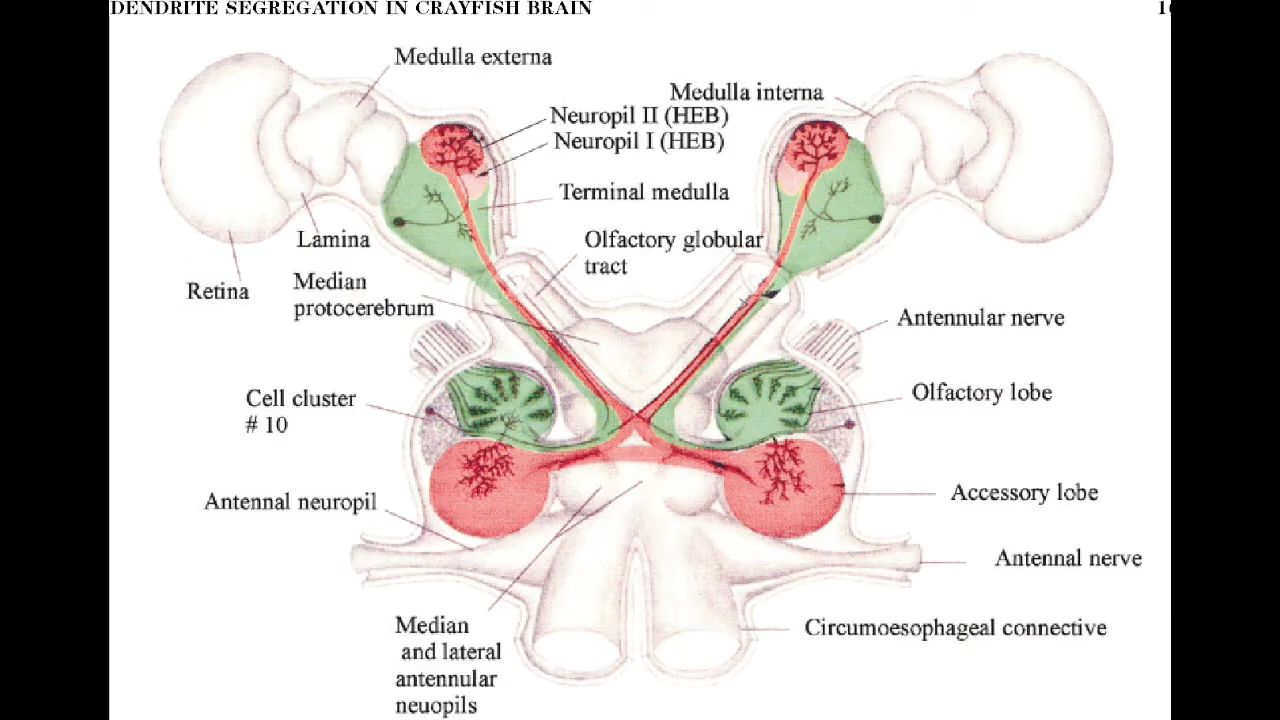 DENDRITE SEGREGATION IN CRAYFISH BRAIN
Medulla externa
Medulla interna
Neuropil II (HEB)
Neuropil I (HEB)
Terminal medulla
Lamina
Olfactory globular
tract
Retina
Median
protocerebrum
Antennular nerve
Cell cluster
# 10
Olfactory lobe
Antennal neuropil
Accessory lobe
Antennal nerve
Median
and lateral
antennular
neuopils
Circumoesophageal connective